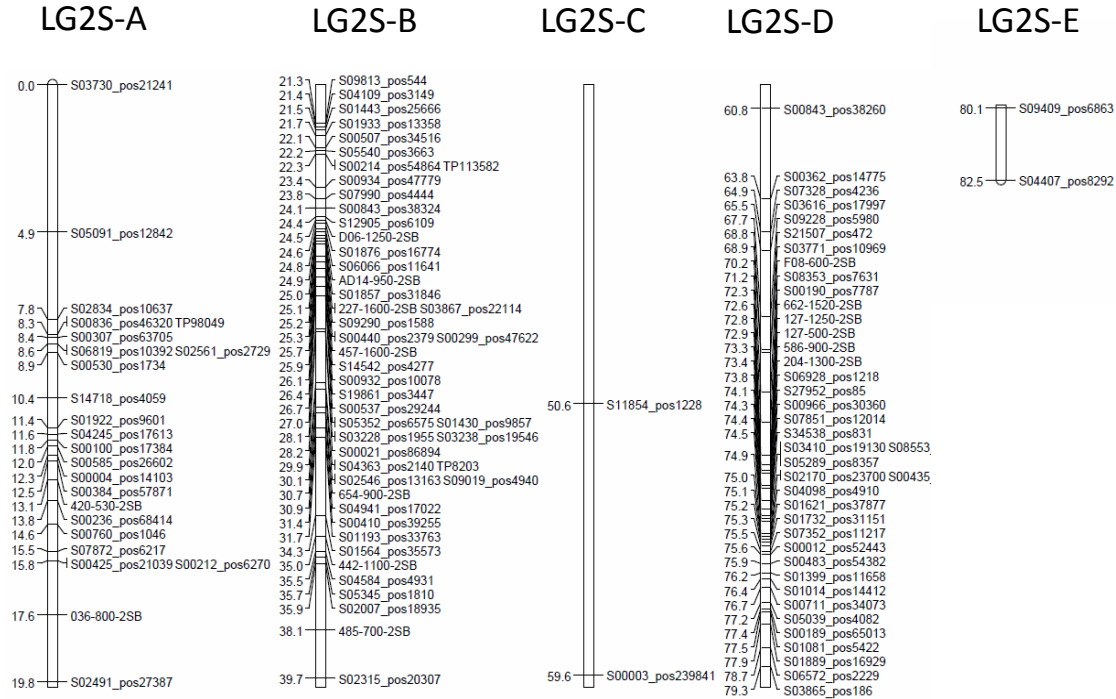 LG2S-A
0.0 S03730_pos21241
4.9 S05091_pos12842
7.8 S02834_pos10637
8.3 S00836_pos46320 TP98049
8.4 S00307_pos63705
8.6 S06819_pos10392 S02561_pos2729
8.9 S00530_pos1734
10.4 S14718_pos4059
11.4 S01922_pos9601
11.6 S04245_pos17613
11.8 S00100_pos17384
12.0 S00585_pos26602
12.3 S00004_pos14103
12.5 S00384_pos57871
13.1 420-530-2SB
13.8 S00236_pos68414
14.6 S00760_pos1046
15.5 S07872_pos6217
15.8 S00425_pos21039 S00212_pos6270
17.6 036-800-2SB
19.8 S02491_pos27387
LG2S-B
21.3 S09813_pos544
21.4 S04109_pos3149
21.5 S01443_pos25666
21.7 S01933_pos13358
22.1 S00507_pos34516
22.2 S05540_pos3663
22.3 S00214_pos54864 TP113582
23.4 S00934_pos47779
23.8 S07990_pos4444
24.1 S00843_pos38324
24.4 S12905_pos6109
24.5 D06-1250-2SB
24.6 S01876_pos16774
24.8 S06066_pos11641
24.9 AD14-950-2SB
25.0 S01857_pos31846
25.1 227-1600-2SB S03867_pos22114
25.2 S09290_pos1588
25.3 S00440_pos2379 S00299_pos47622
25.7 457-1600-2SB
25.9 S14542_pos4277
26.1 S00932_pos10078
26.4 S19861_pos3447
26.7 S00537_pos29244
27.0 S05352_pos6575 S01430_pos9857
28.1 S03228_pos1955 S03238_pos19546
28.2 S00021_pos86894
29.9 S04363_pos2140 TP8203
30.1 S02546_pos13163 S09019_pos4940
30.7 654-900-2SB
30.9 S04941_pos17022
31.4 S00410_pos39255
31.7 S01193_pos33763
34.3 S01564_pos35573
35.0 442-1100-2SB
35.5 S04584_pos4931
35.7 S05345_pos1810
35.9 S02007_pos18935
38.1 485-700-2SB
39.7 S02315_pos20307
LG2S-C
50.6 S11854_pos1228
59.6 S00003_pos239841
LG2S-D
60.8 S00843_pos38260
63.8 S00362_pos14775
64.9 S07328_pos4236
65.5 S03616_pos17997
67.7 S09228_pos5980
68.8 S21507_pos472
68.9 S03771_pos10969
70.2 F08-600-2SB
71.2 S08353_pos7631
72.3 S00190_pos7787
72.6 662-1520-2SB
72.8 127-1250-2SB
72.9 127-500-2SB
73.3 586-900-2SB
73.4 204-1300-2SB
73.8 S06928_pos1218
74.1 S27952_pos85
74.3 S00966_pos30360
74.4 S07851_pos12014
74.5 S34538_pos831
74.9 S03410_pos19130 S08553_
S05289_pos8357
75.0 S02170_pos23700 S00435_
75.1 S04098_pos4910
75.2 S01621_pos37877
75.3 S01732_pos31151
75.5 S07352_pos11217
75.6 S00012_pos52443
75.9 S00483_pos54382
76.2 S01399_pos11658
76.4 S01014_pos14412
76.7 S00711_pos34073
77.2 S05039_pos4082
77.4 S00189_pos65013
77.5 S01081_pos5422
77.9 S01889_pos16929
78.7 S06572_pos2229
79.3 S03865_pos186
LG2S-E
80.1 S09409_pos6863
82.5 S04407_pos8292